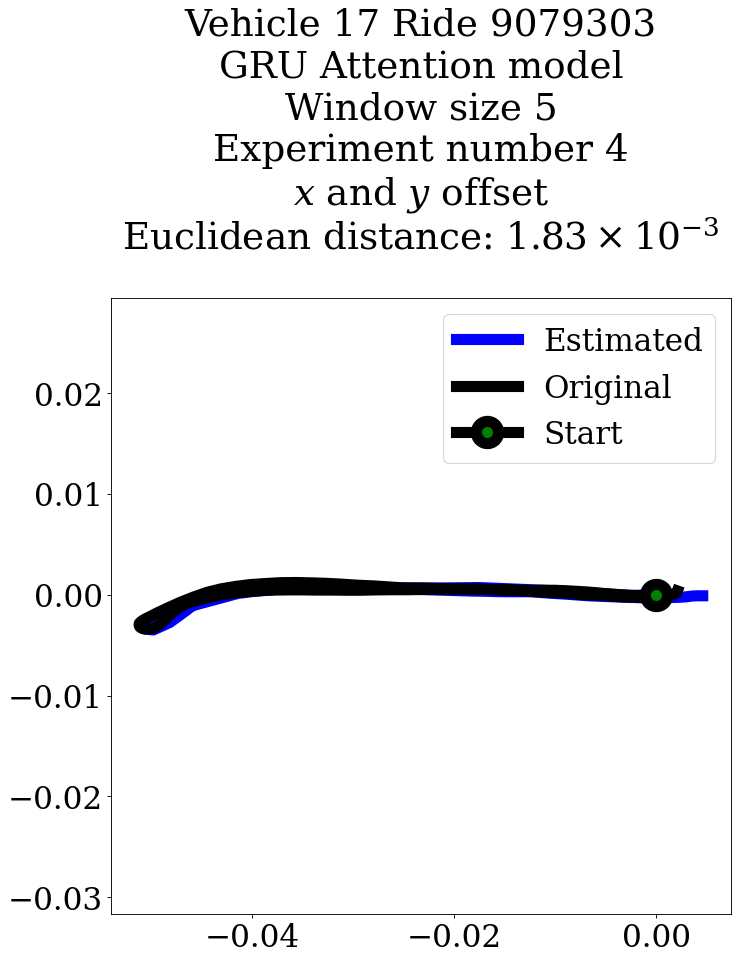 Vehicle 17 Ride 9079303
GRU Attention model
Window size 5
Experiment number 4
x and y offset
Euclidean distance: 1.83 × 10⁻³
Estimated
Original
Start
0.02
0.01
0.00
−0.01
−0.02
−0.03
−0.04
−0.02
0.00